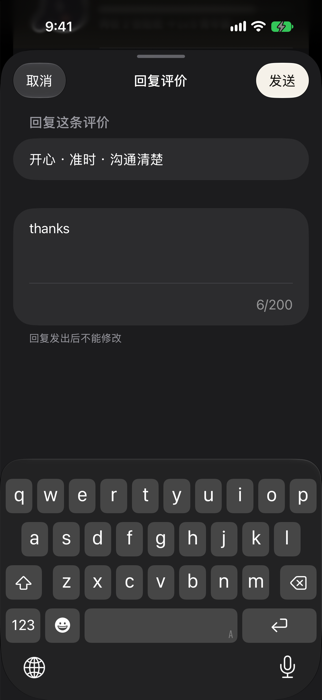 9:41
取消
回复评价
发送
回复这条评价
开心 · 准时 · 沟通清楚
thanks
6/200
回复发出后不能修改
q w e r t y u i o p
a s d f g h j k l
z x c v b n m
123
A